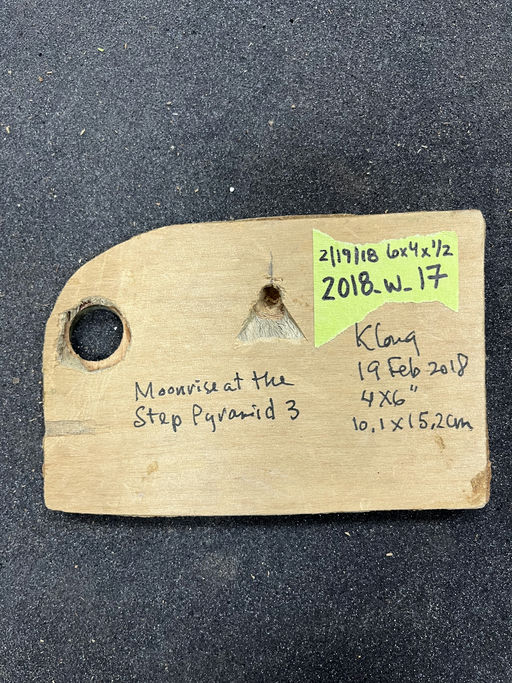 2/19/18 6x4x1/2
2018_W_17
KLong
19 Feb 2018
4X6"
10,1x15,2cm
Moonrise at the
Step Pyramid 3